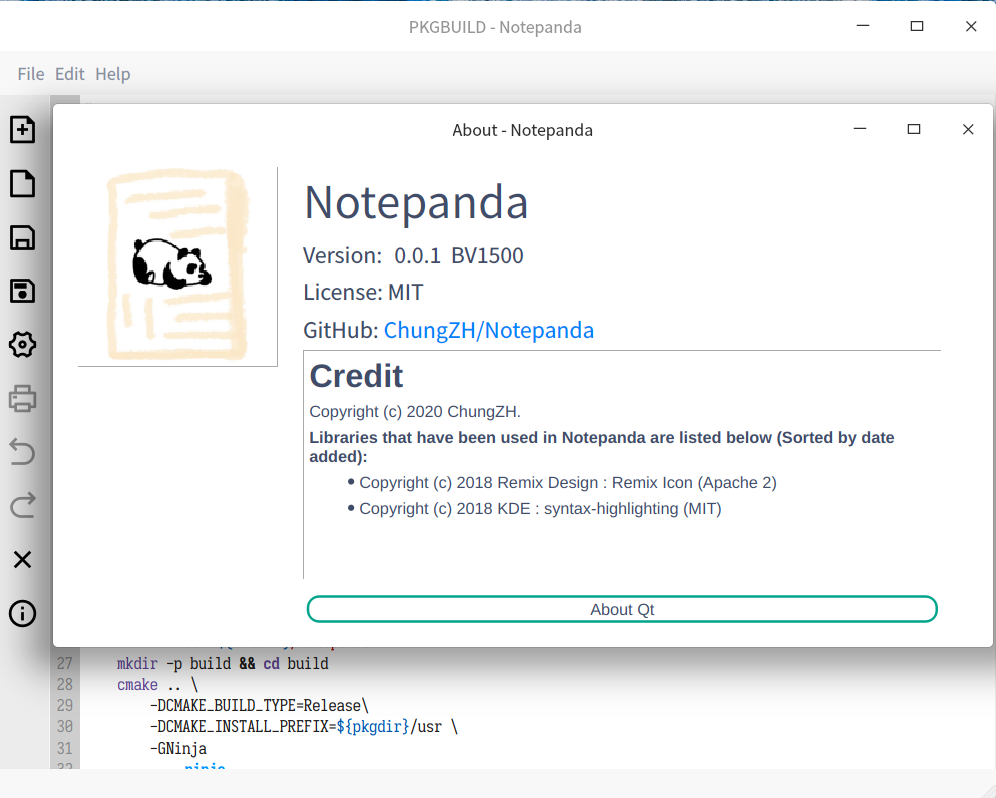 PKGBUILD - Notepanda
File Edit Help
About - Notepanda
Notepanda
Version: 0.0.1 BV1500
License: MIT
GitHub: ChungZH/Notepanda
Credit
Copyright (c) 2020 ChungZH.
Libraries that have been used in Notepanda are listed below (Sorted by date
added):
• Copyright (c) 2018 Remix Design : Remix Icon (Apache 2)
• Copyright (c) 2018 KDE : syntax-highlighting (MIT)
About Qt
27 mkdir -p build && cd build
28 cmake .. \
29 -DCMAKE_BUILD_TYPE=Release\
30 -DCMAKE_INSTALL_PREFIX=${pkgdir}/usr \
31 -GNinja
32 ninja